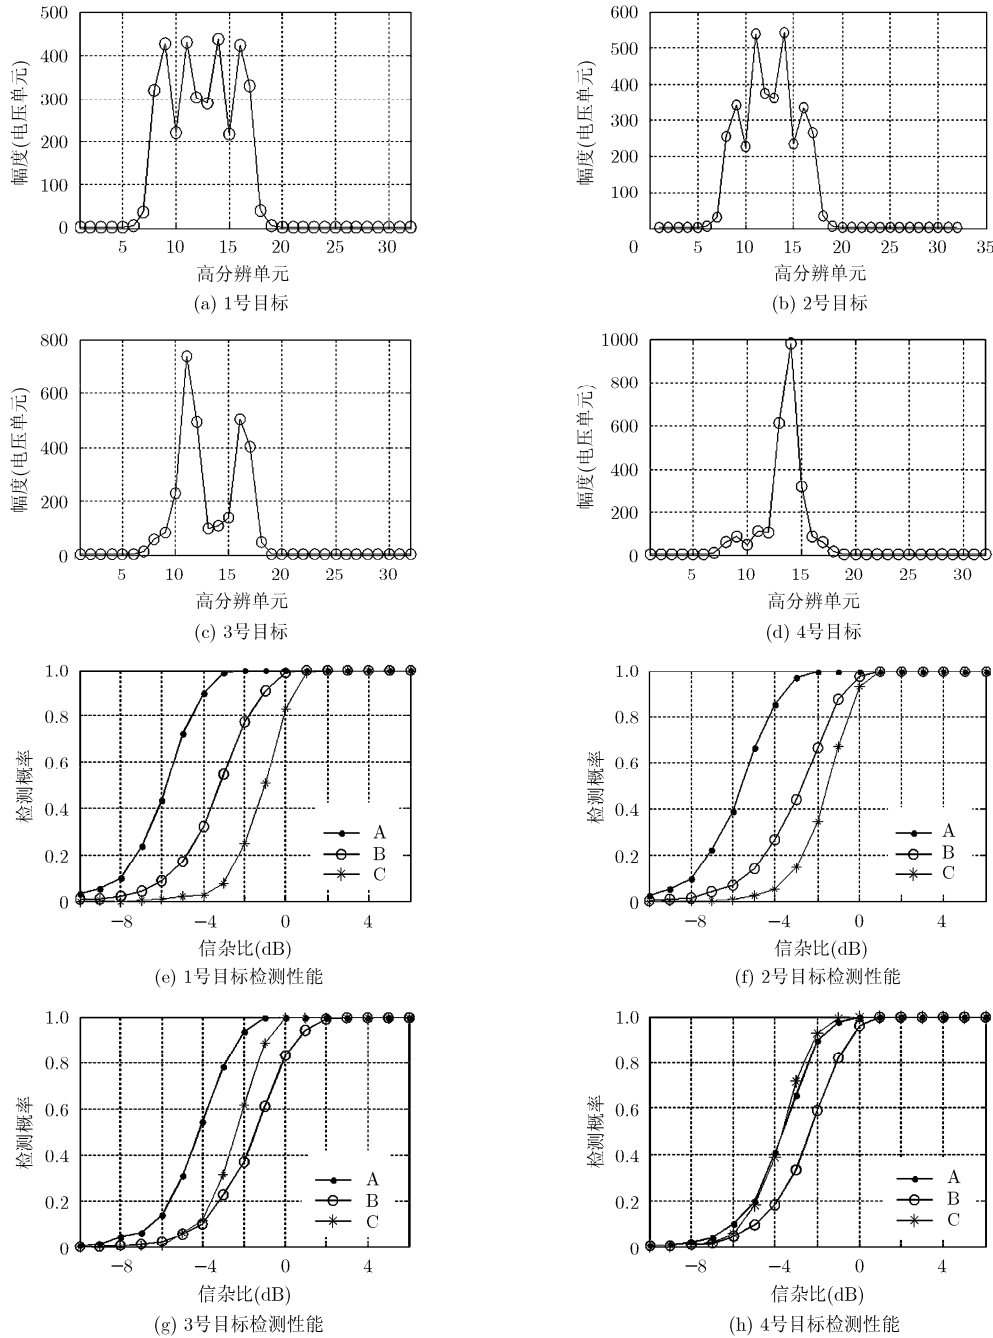 500
400
300
200
100
0
幅度(电压单元)
5 10 15 20 25 30
高分辨单元
(a) 1号目标
600
500
400
300
200
100
0
幅度(电压单元)
5 10 15 20 25 30 35
高分辨单元
(b) 2号目标
800
600
400
200
0
幅度(电压单元)
5 10 15 20 25 30
高分辨单元
(c) 3号目标
1000
800
600
400
200
0
幅度(电压单元)
5 10 15 20 25 30
高分辨单元
(d) 4号目标
1.0
0.8
0.6
0.4
0.2
0
检测概率
A
B
C
−8 −4 0 4
信杂比(dB)
(e) 1号目标检测性能
1.0
0.8
0.6
0.4
0.2
0
检测概率
A
B
C
−8 −4 0 4
信杂比(dB)
(f) 2号目标检测性能
1.0
0.8
0.6
0.4
0.2
0
检测概率
A
B
C
−8 −4 0 4
信杂比(dB)
(g) 3号目标检测性能
1.0
0.8
0.6
0.4
0.2
0
检测概率
A
B
C
−8 −4 0 4
信杂比(dB)
(h) 4号目标检测性能